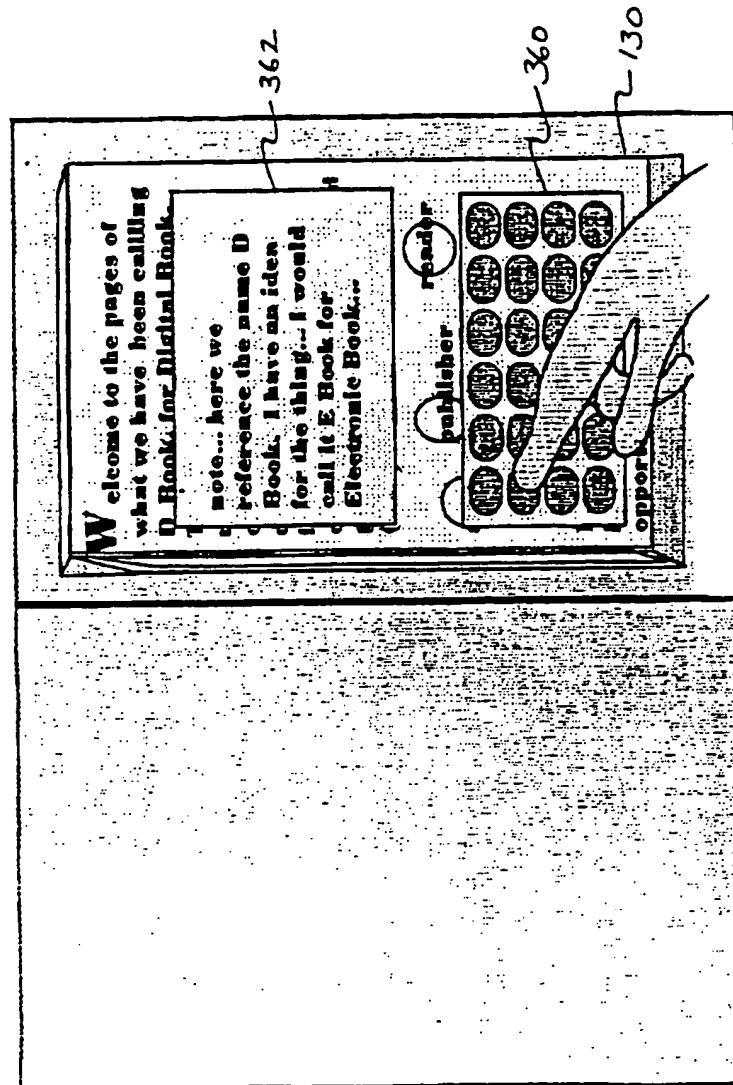 Welcome to the pages of
what we have been calling
D Book, for Digital Book.
note... here we
reference the name D
Book. I have an idea
for the thing... I would
call it E Book for
Electronic Book...
publisher
reader
oppor
362
360
130